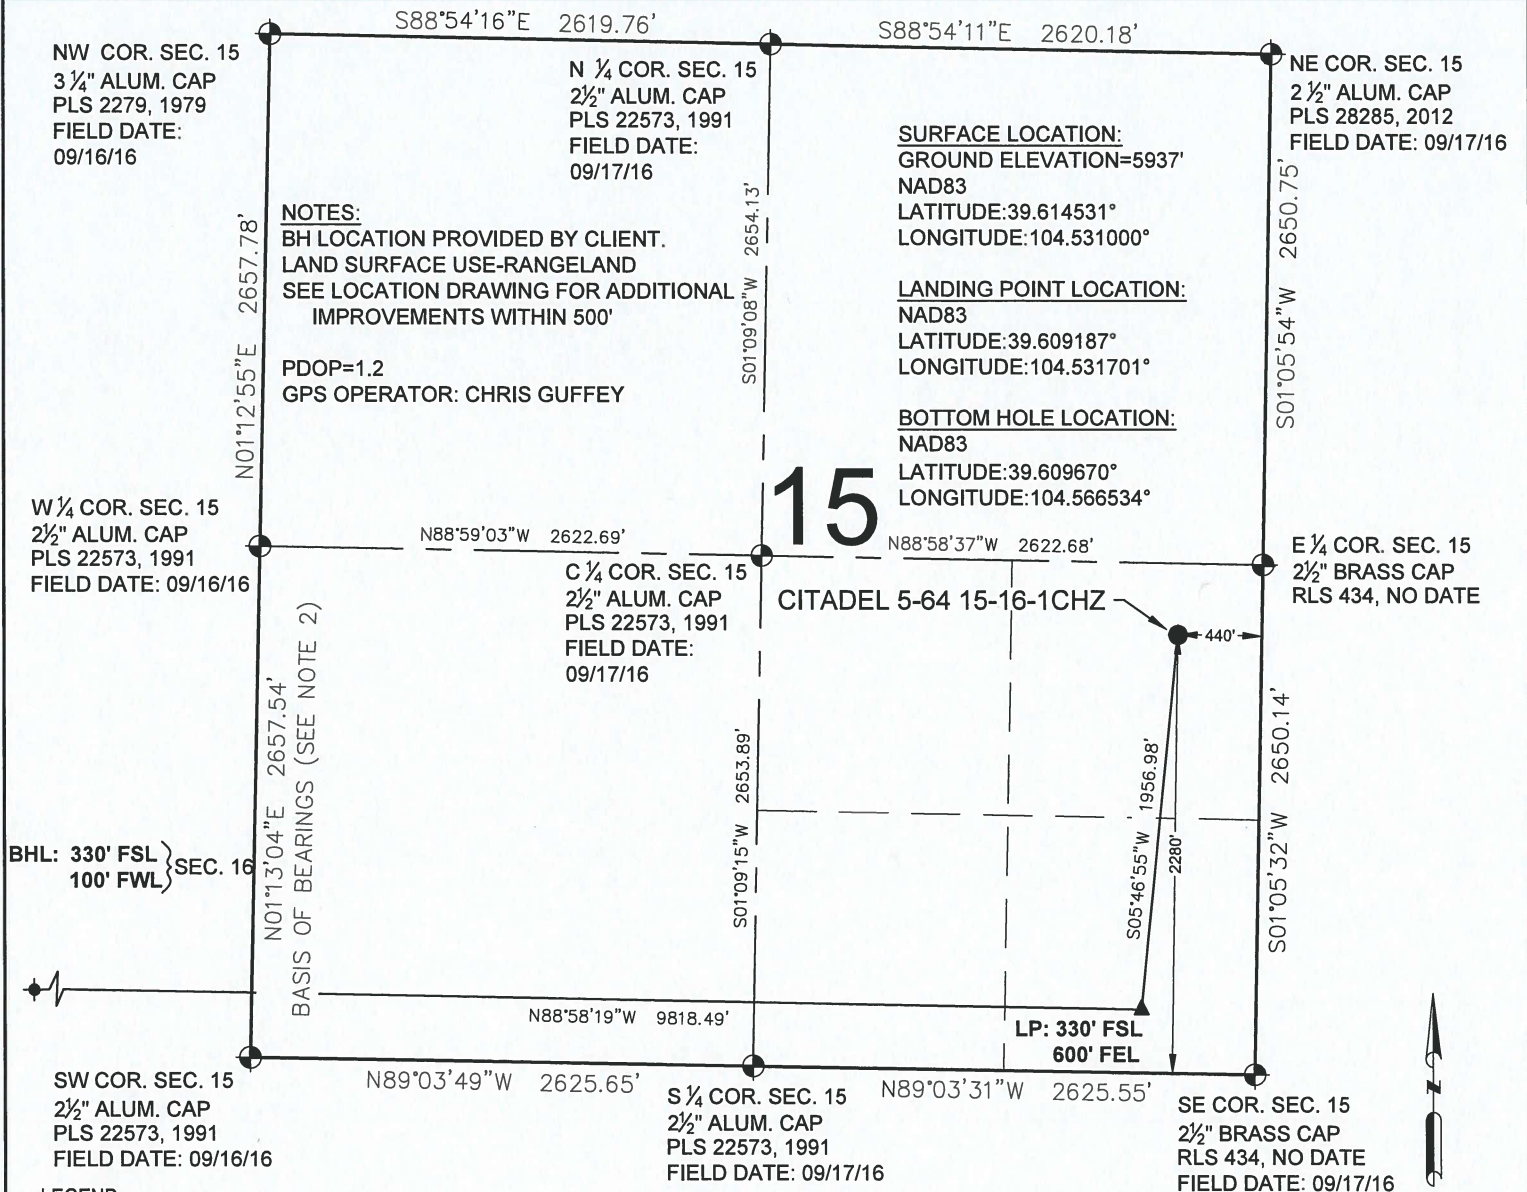 S88°54'16"E 2619.76'
S88°54'11"E 2620.18'
NW COR. SEC. 15
3 ¼" ALUM. CAP
PLS 2279, 1979
FIELD DATE:
09/16/16
N ¼ COR. SEC. 15
2½" ALUM. CAP
PLS 22573, 1991
FIELD DATE:
09/17/16
NE COR. SEC. 15
2 ½" ALUM. CAP
PLS 28285, 2012
FIELD DATE: 09/17/16
SURFACE LOCATION:
GROUND ELEVATION=5937'
NAD83
LATITUDE:39.614531°
LONGITUDE:104.531000°
NOTES:
BH LOCATION PROVIDED BY CLIENT.
LAND SURFACE USE-RANGELAND
SEE LOCATION DRAWING FOR ADDITIONAL
IMPROVEMENTS WITHIN 500'
PDOP=1.2
GPS OPERATOR: CHRIS GUFFEY
LANDING POINT LOCATION:
NAD83
LATITUDE:39.609187°
LONGITUDE:104.531701°
BOTTOM HOLE LOCATION:
NAD83
LATITUDE:39.609670°
LONGITUDE:104.566534°
N01°12'55"E 2657.78'
S01°09'08"W 2654.13'
S01°05'54"W 2650.75'
15
W ¼ COR. SEC. 15
2½" ALUM. CAP
PLS 22573, 1991
FIELD DATE: 09/16/16
N88°59'03"W 2622.69'
N88°58'37"W 2622.68'
C ¼ COR. SEC. 15
2½" ALUM. CAP
PLS 22573, 1991
FIELD DATE:
09/17/16
E ¼ COR. SEC. 15
2½" BRASS CAP
RLS 434, NO DATE
CITADEL 5-64 15-16-1CHZ
440'
N01°13'04"E 2657.54'
BASIS OF BEARINGS (SEE NOTE 2)
S01°09'15"W 2653.89'
S05°46'55"W 1956.98'
2280'
S01°05'32"W 2650.14'
BHL: 330' FSL
100' FWL
SEC. 16
N88°58'19"W 9818.49'
LP: 330' FSL
600' FEL
N89°03'49"W 2625.65'
N89°03'31"W 2625.55'
SW COR. SEC. 15
2½" ALUM. CAP
PLS 22573, 1991
FIELD DATE: 09/16/16
S ¼ COR. SEC. 15
2½" ALUM. CAP
PLS 22573, 1991
FIELD DATE: 09/17/16
SE COR. SEC. 15
2½" BRASS CAP
RLS 434, NO DATE
FIELD DATE: 09/17/16
N
LEGEND